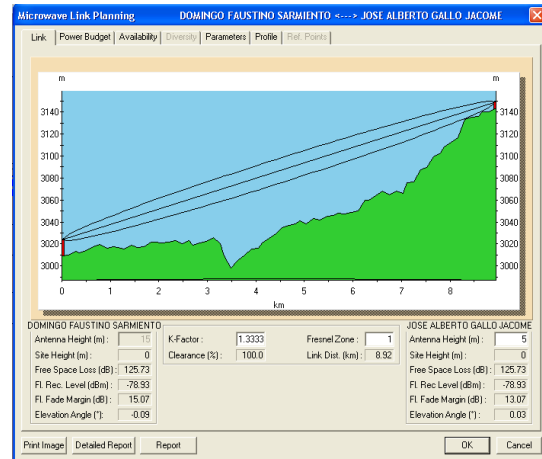 Microwave Link Planning DOMINGO FAUSTINO SARMIENTO <---> JOSE ALBERTO GALLO JACOME
Link Power Budget Availability Diversity Parameters Profile Ref. Points
m m
3140 3140
3120 3120
3100 3100
3080 3080
3060 3060
3040 3040
3020 3020
3000 3000
0 1 2 3 4 5 6 7 8
km
DOMINGO FAUSTINO SARMIENTO
Antenna Height (m) : 15
Site Height (m) : 0
Free Space Loss (dB) : 125.73
Fl. Rec. Level (dBm) : -78.93
Fl. Fade Margin (dB) : 15.07
Elevation Angle (°): -0.09
K-Factor : 1.3333 Fresnel Zone : 1
Clearance (%) : 100.0 Link Dist. (km) : 8.92
JOSE ALBERTO GALLO JACOME
Antenna Height (m) : 5
Site Height (m) : 0
Free Space Loss (dB) : 125.73
Fl. Rec. Level (dBm) : -78.93
Fl. Fade Margin (dB) : 13.07
Elevation Angle (°): 0.03
Print Image Detailed Report Report OK Cancel